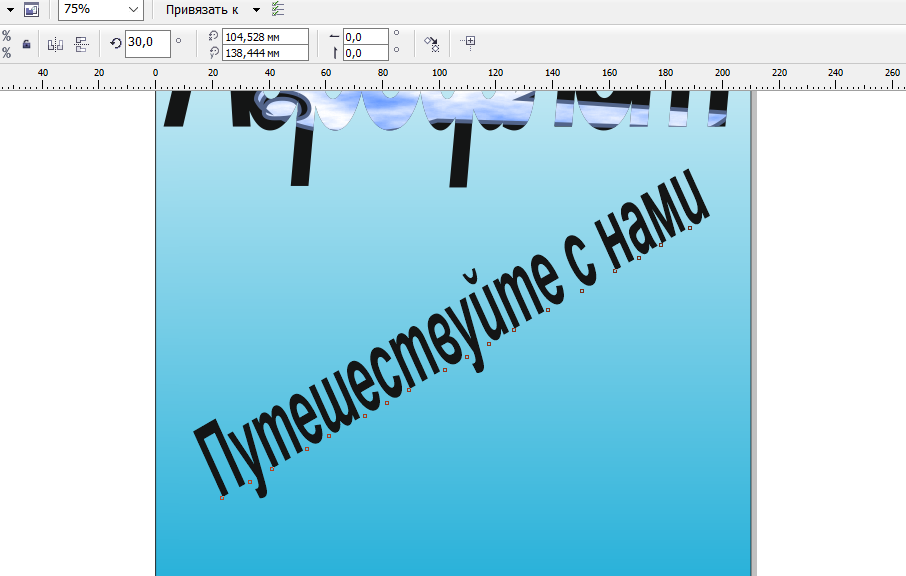 75% Привязать к
% 30,0 ° 104,528 мм 0,0 °
% 138,444 мм 0,0 °
40 20 0 20 40 60 80 100 120 140 160 180 200 220 240 260
Путешествуйте с нами